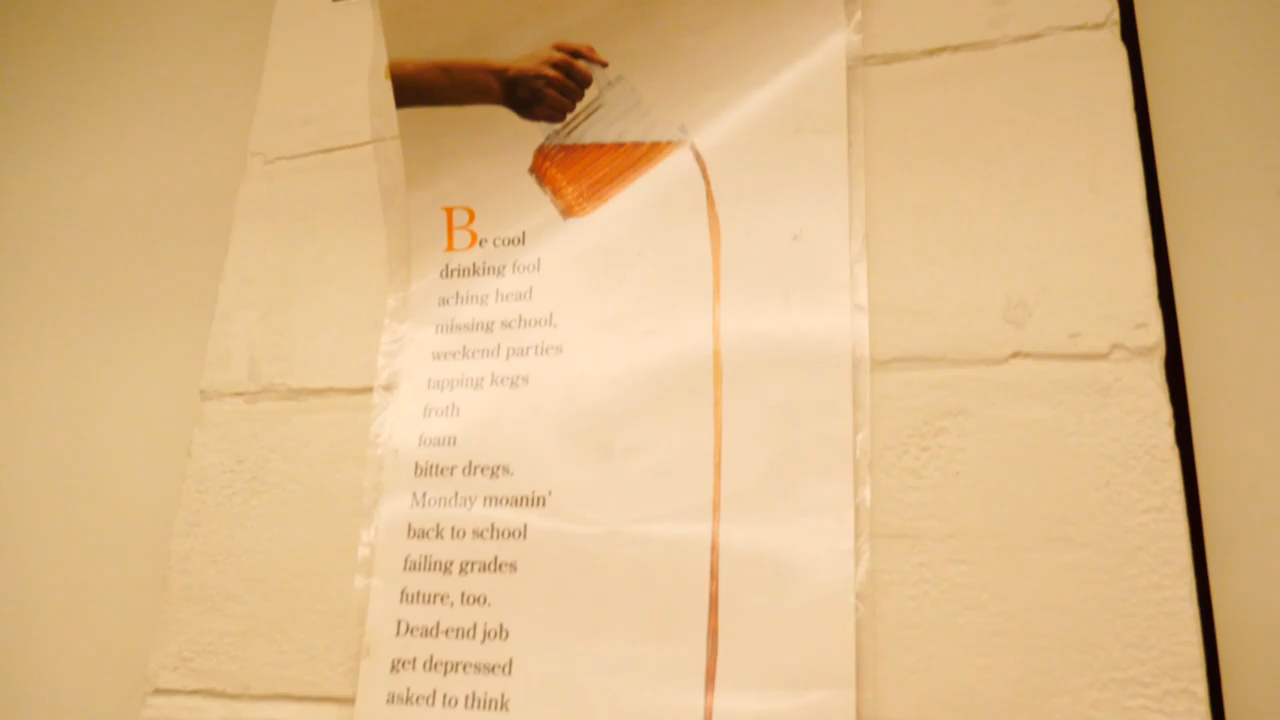 Be cool
drinking fool
aching head
missing school,
weekend parties
tapping kegs
froth
foam
bitter dregs.
Monday moanin'
back to school
failing grades
future, too.
Dead-end job
get depressed
asked to think